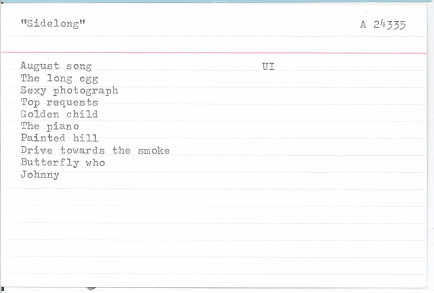 "Sidelong" A 24335
August song UI
The long egg
Sexy photograph
Top requests
Golden child
The piano
Painted hill
Drive towards the smoke
Butterfly who
Johnny